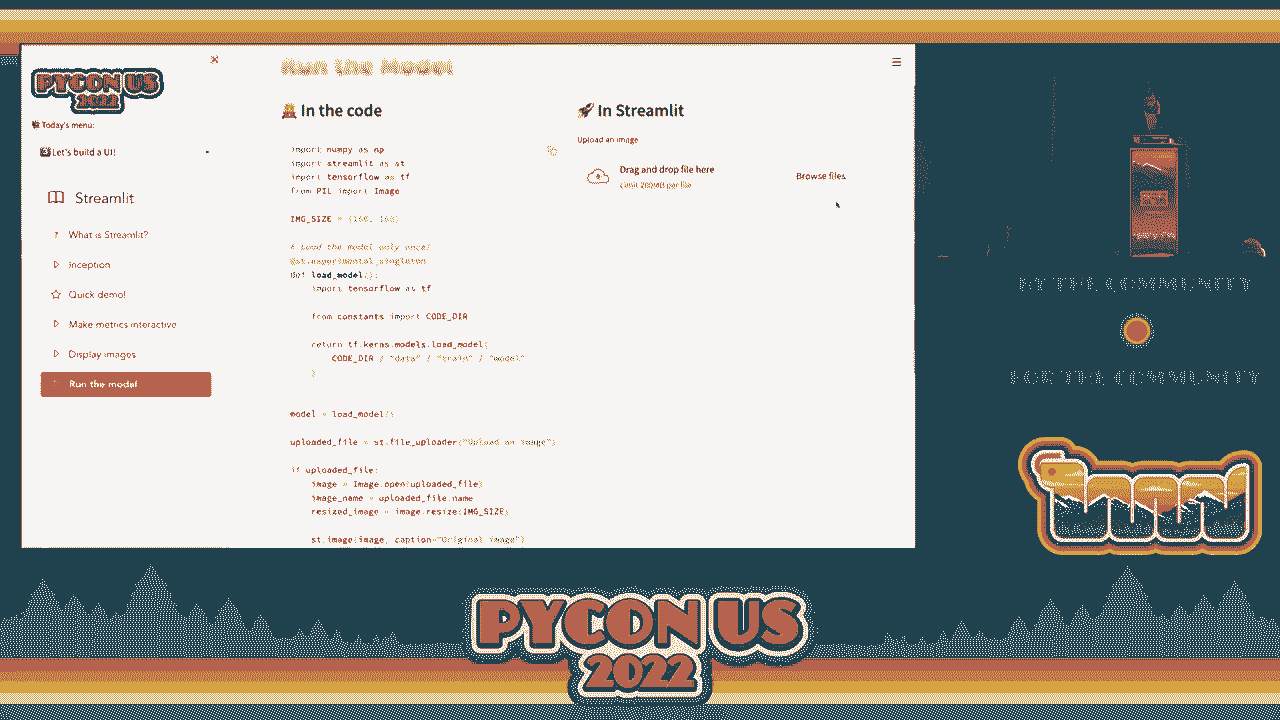 PYCON US
2022
Today's menu:
Let's build a UI!
Streamlit
? What is Streamlit?
Inception
Quick demo!
Make metrics interactive
Display images
Run the model
Run the Model
In the code
import numpy as np
import streamlit as st
import tensorflow as tf
from PIL import Image
IMG_SIZE = (160, 160)
# Load the model only once!
@st.experimental_singleton
def load_model():
import tensorflow as tf
from constants import CODE_DIR
return tf.keras.models.load_model(
CODE_DIR / "data" / "train" / "model"
)
model = load_model()
uploaded_file = st.file_uploader("Upload an image")
if uploaded_file:
image = Image.open(uploaded_file)
image_name = uploaded_file.name
resized_image = image.resize(IMG_SIZE)
st.image(image, caption="Original image")
In Streamlit
Upload an image
Drag and drop file here
Limit 200MB per file
Browse files
BY THE COMMUNITY
FOR THE COMMUNITY
PYCON US
2022